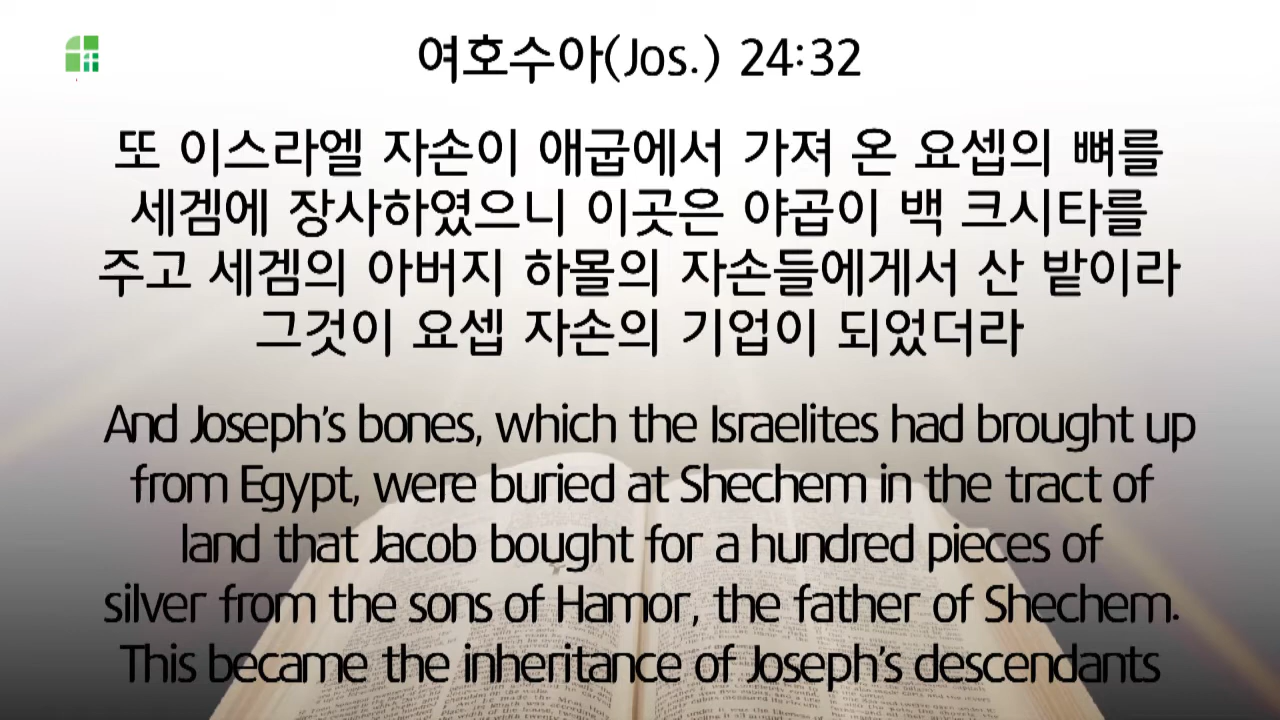 여호수아(Jos.) 24:32
또 이스라엘 자손이 애굽에서 가져 온 요셉의 뼈를
세겜에 장사하였으니 이곳은 야곱이 백 크시타를
주고 세겜의 아버지 하몰의 자손들에게서 산 밭이라
그것이 요셉 자손의 기업이 되었더라
And Joseph's bones, which the Israelites had brought up
from Egypt, were buried at Shechem in the tract of
land that Jacob bought for a hundred pieces of
silver from the sons of Hamor, the father of Shechem.
This became the inheritance of Joseph's descendants